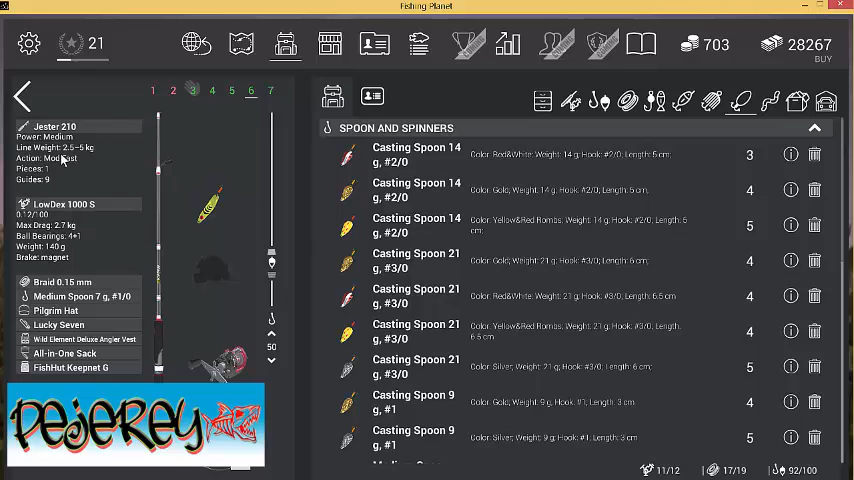 Fishing Planet
21
703
28267
BUY
1 2 3 4 5 6 7
Jester 210
Power: Medium
Line Weight: 2.5–5 kg
Pieces: 1
Guides: 9
LowDex 1000 S
0.12/100
Max Drag: 2.7 kg
Ball Bearings: 4+1
Weight: 140 g
Brake: magnet
Braid 0.15 mm
Medium Spoon 7 g, #1/0
Pilgrim Hat
Lucky Seven
Wild Element Deluxe Angler Vest
All-in-One Sack
FishHut Keepnet G
50
PEJEREY
SPOON AND SPINNERS
Casting Spoon 14 g, #2/0
Color: Red&White; Weight: 14 g; Hook: #2/0; Length: 5 cm;
3
Casting Spoon 14 g, #2/0
Color: Gold; Weight: 14 g; Hook: #2/0; Length: 5 cm;
4
Casting Spoon 14 g, #2/0
Color: Yellow&Red Rombs; Weight: 14 g; Hook: #2/0; Length: 5 cm;
5
Casting Spoon 21 g, #3/0
Color: Gold; Weight: 21 g; Hook: #3/0; Length: 6 cm;
4
Casting Spoon 21 g, #3/0
Color: Red&White; Weight: 21 g; Hook: #3/0; Length: 6.5 cm
5
Casting Spoon 21 g, #3/0
Color: Yellow&Red Rombs; Weight: 21 g; Hook: #3/0; Length: 6.5 cm
4
Casting Spoon 21 g, #3/0
Color: Silver; Weight: 21 g; Hook: #3/0; Length: 6 cm;
5
Casting Spoon 9 g, #1
Color: Gold; Weight: 9 g; Hook: #1; Length: 3 cm
4
Casting Spoon 9 g, #1
Color: Silver; Weight: 9 g; Hook: #1; Length: 3 cm
5
11/12
17/19
92/100